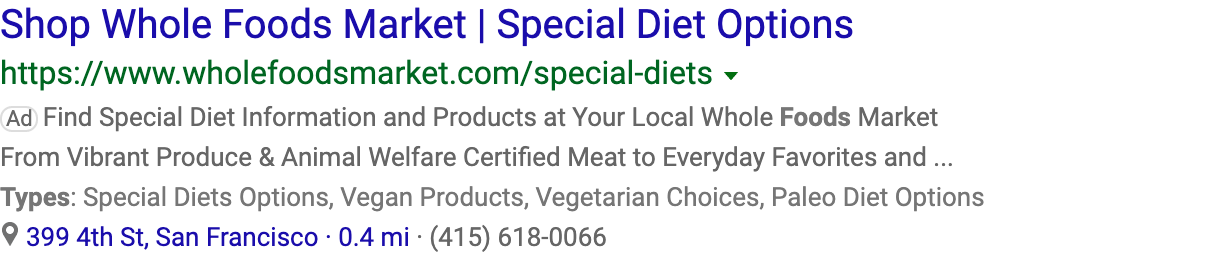 Shop Whole Foods Market | Special Diet Options
https://www.wholefoodsmarket.com/special-diets
Ad Find Special Diet Information and Products at Your Local Whole Foods Market
From Vibrant Produce & Animal Welfare Certified Meat to Everyday Favorites and ...
Types: Special Diets Options, Vegan Products, Vegetarian Choices, Paleo Diet Options
399 4th St, San Francisco · 0.4 mi · (415) 618-0066